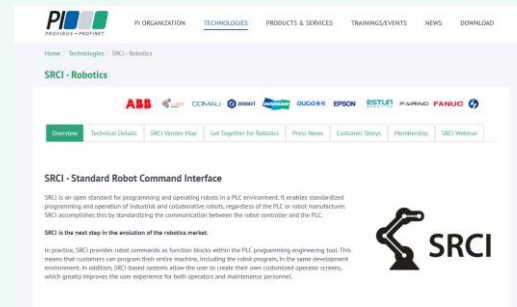 PI
PROFIBUS • PROFINET
PI ORGANIZATION TECHNOLOGIES PRODUCTS & SERVICES TRAININGS/EVENTS NEWS DOWNLOAD
Home / Technologies / SRCI - Robotics
SRCI - Robotics
ABB COMAU DOBOT EPSON ESTUN FAIRINO FANUC
Overview Technical Details SRCI Vendor Map Get Together for Robotics Press News Customer Storys Membership SRCI Webinar
SRCI - Standard Robot Command Interface
SRCI is an open standard for programming and operating robots in a PLC environment. It enables standardized
programming and operation of industrial and collaborative robots, regardless of the PLC or robot manufacturer.
SRCI accomplishes this by standardizing the communication between the robot controller and the PLC.
SRCI is the next step in the evolution of the robotics market.
In practice, SRCI provides robot commands as function blocks within the PLC programming engineering tool. This
means that customers can program their entire machine, including the robot program, in the same development
environment. In addition, SRCI-based systems allow the user to create their own customized operator screens,
which greatly improves the user experience for both operators and maintenance personnel.
SRCI